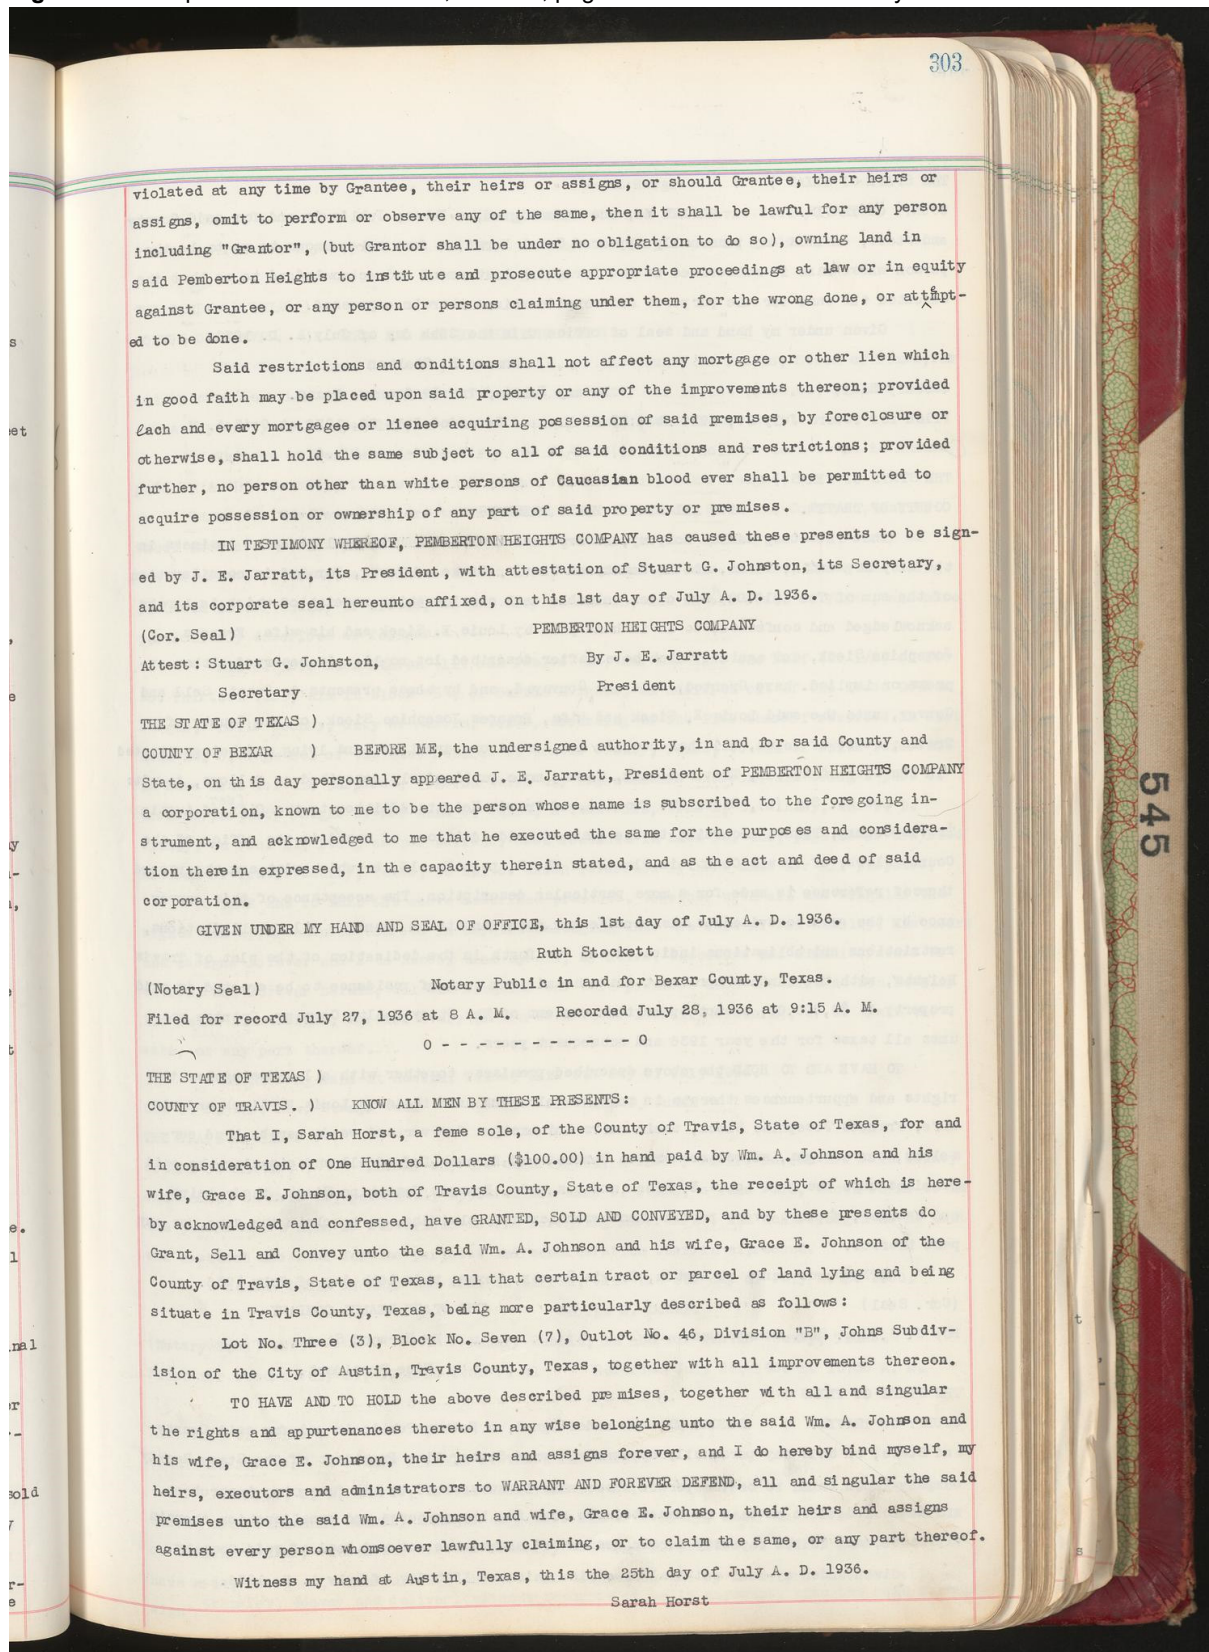 303
violated at any time by Grantee, their heirs or assigns, or should Grantee, their heirs or
assigns, omit to perform or observe any of the same, then it shall be lawful for any person
including "Grantor", (but Grantor shall be under no obligation to do so), owning land in
said Pemberton Heights to institute and prosecute appropriate proceedings at law or in equity
against Grantee, or any person or persons claiming under them, for the wrong done, or attempt-
ed to be done.
Said restrictions and conditions shall not affect any mortgage or other lien which
in good faith may be placed upon said property or any of the improvements thereon; provided
each and every mortgagee or lienee acquiring possession of said premises, by foreclosure or
otherwise, shall hold the same subject to all of said conditions and restrictions; provided
further, no person other than white persons of Caucasian blood ever shall be permitted to
acquire possession or ownership of any part of said property or premises.
IN TESTIMONY WHEREOF, PEMBERTON HEIGHTS COMPANY has caused these presents to be sign-
ed by J. E. Jarratt, its President, with attestation of Stuart G. Johnston, its Secretary,
and its corporate seal hereunto affixed, on this 1st day of July A. D. 1936.
(Cor. Seal) PEMBERTON HEIGHTS COMPANY
Attest: Stuart G. Johnston, By J. E. Jarratt
Secretary President
THE STATE OF TEXAS )
COUNTY OF BEXAR ) BEFORE ME, the undersigned authority, in and for said County and
State, on this day personally appeared J. E. Jarratt, President of PEMBERTON HEIGHTS COMPANY
a corporation, known to me to be the person whose name is subscribed to the foregoing in-
strument, and acknowledged to me that he executed the same for the purposes and considera-
tion therein expressed, in the capacity therein stated, and as the act and deed of said
corporation.
GIVEN UNDER MY HAND AND SEAL OF OFFICE, this 1st day of July A. D. 1936.
Ruth Stockett
(Notary Seal) Notary Public in and for Bexar County, Texas.
Filed for record July 27, 1936 at 8 A. M. Recorded July 28, 1936 at 9:15 A. M.
0 - - - - - - - - - - - 0
THE STATE OF TEXAS )
COUNTY OF TRAVIS. ) KNOW ALL MEN BY THESE PRESENTS:
That I, Sarah Horst, a feme sole, of the County of Travis, State of Texas, for and
in consideration of One Hundred Dollars ($100.00) in hand paid by Wm. A. Johnson and his
wife, Grace E. Johnson, both of Travis County, State of Texas, the receipt of which is here-
by acknowledged and confessed, have GRANTED, SOLD AND CONVEYED, and by these presents do
Grant, Sell and Convey unto the said Wm. A. Johnson and his wife, Grace E. Johnson of the
County of Travis, State of Texas, all that certain tract or parcel of land lying and being
situate in Travis County, Texas, being more particularly described as follows:
Lot No. Three (3), Block No. Seven (7), Outlot No. 46, Division "B", Johns Subdiv-
ision of the City of Austin, Travis County, Texas, together with all improvements thereon.
TO HAVE AND TO HOLD the above described premises, together with all and singular
the rights and appurtenances thereto in any wise belonging unto the said Wm. A. Johnson and
his wife, Grace E. Johnson, their heirs and assigns forever, and I do hereby bind myself, my
heirs, executors and administrators to WARRANT AND FOREVER DEFEND, all and singular the said
premises unto the said Wm. A. Johnson and wife, Grace E. Johnson, their heirs and assigns
against every person whomsoever lawfully claiming, or to claim the same, or any part thereof.
Witness my hand at Austin, Texas, this the 25th day of July A. D. 1936.
Sarah Horst
545